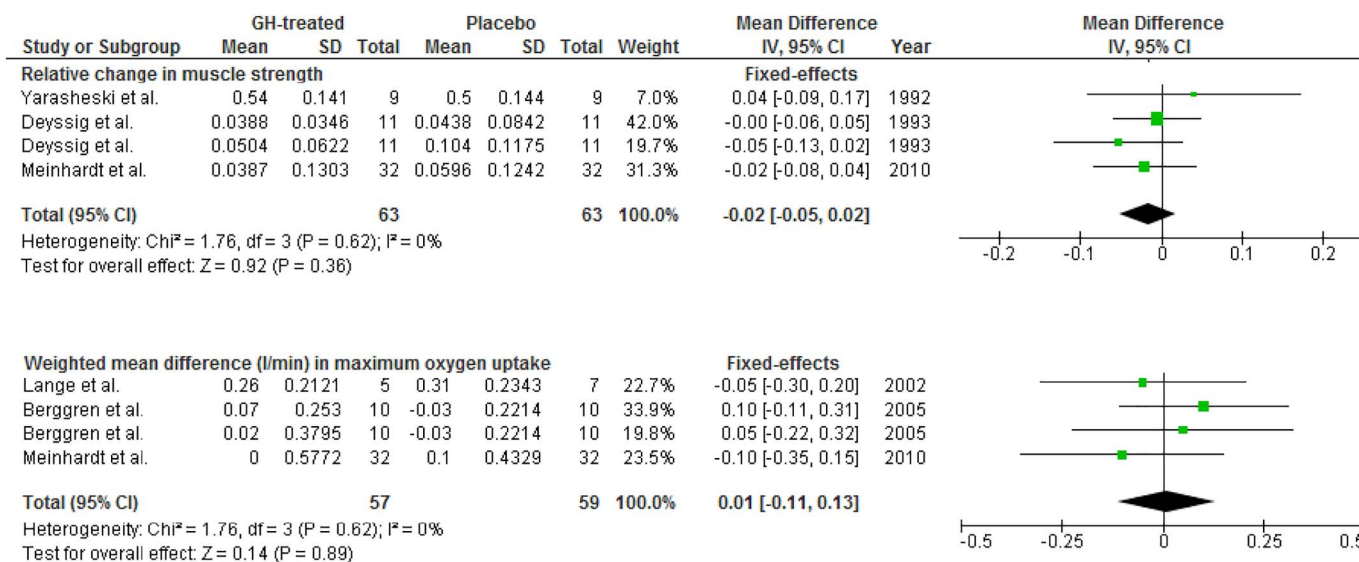 GH-treated Placebo Mean Difference Mean Difference
Study or Subgroup Mean SD Total Mean SD Total Weight IV, 95% CI Year IV, 95% CI
Relative change in muscle strength Fixed-effects
Yarasheski et al. 0.54 0.141 9 0.5 0.144 9 7.0% 0.04 [-0.09, 0.17] 1992
Deyssig et al. 0.0388 0.0346 11 0.0438 0.0842 11 42.0% -0.00 [-0.06, 0.05] 1993
Deyssig et al. 0.0504 0.0622 11 0.104 0.1175 11 19.7% -0.05 [-0.13, 0.02] 1993
Meinhardt et al. 0.0387 0.1303 32 0.0596 0.1242 32 31.3% -0.02 [-0.08, 0.04] 2010
Total (95% CI) 63 63 100.0% -0.02 [-0.05, 0.02]
Heterogeneity: Chi² = 1.76, df = 3 (P = 0.62); I² = 0%
Test for overall effect: Z = 0.92 (P = 0.36)
-0.2 -0.1 0 0.1 0.2
Weighted mean difference (l/min) in maximum oxygen uptake Fixed-effects
Lange et al. 0.26 0.2121 5 0.31 0.2343 7 22.7% -0.05 [-0.30, 0.20] 2002
Berggren et al. 0.07 0.253 10 -0.03 0.2214 10 33.9% 0.10 [-0.11, 0.31] 2005
Berggren et al. 0.02 0.3795 10 -0.03 0.2214 10 19.8% 0.05 [-0.22, 0.32] 2005
Meinhardt et al. 0 0.5772 32 0.1 0.4329 32 23.5% -0.10 [-0.35, 0.15] 2010
Total (95% CI) 57 59 100.0% 0.01 [-0.11, 0.13]
Heterogeneity: Chi² = 1.76, df = 3 (P = 0.62); I² = 0%
Test for overall effect: Z = 0.14 (P = 0.89)
-0.5 -0.25 0 0.25 0.5